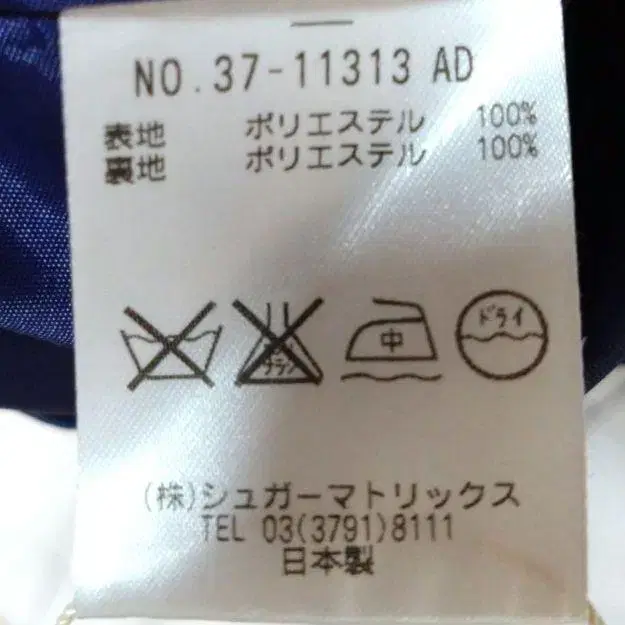 NO.37-11313 AD
表地 ポリエステル 100%
裏地 ポリエステル 100%
中 ドライ
(株)シュガーマトリックス
TEL 03(3791)8111
日本製